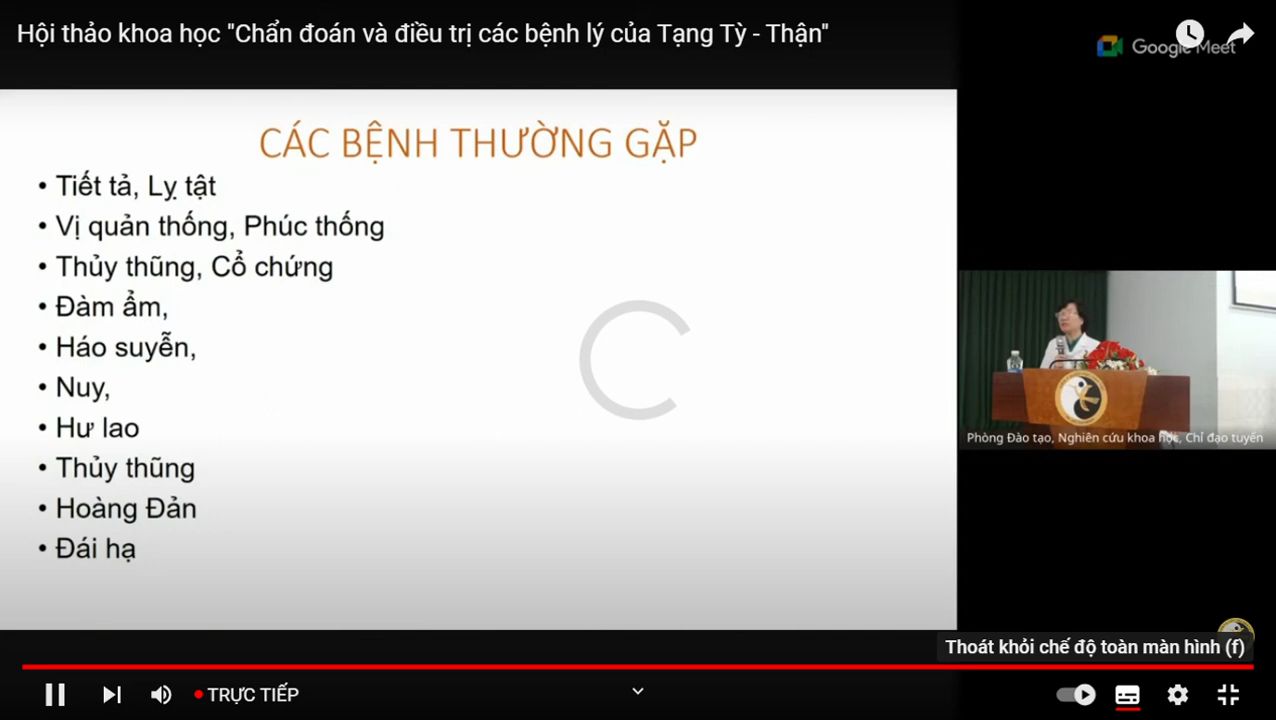 Hội thảo khoa học "Chẩn đoán và điều trị các bệnh lý của Tạng Tỳ - Thận"
Google Meet
CÁC BỆNH THƯỜNG GẶP
• Tiết tả, Lỵ tật
• Vị quản thống, Phúc thống
• Thủy thũng, Cổ chứng
• Đàm ẩm,
• Háo suyễn,
• Nuy,
• Hư lao
• Thủy thũng
• Hoàng Đản
• Đái hạ
Phòng Đào tạo, Nghiên cứu khoa học, Chỉ đạo tuyến
Thoát khỏi chế độ toàn màn hình (f)
TRỰC TIẾP